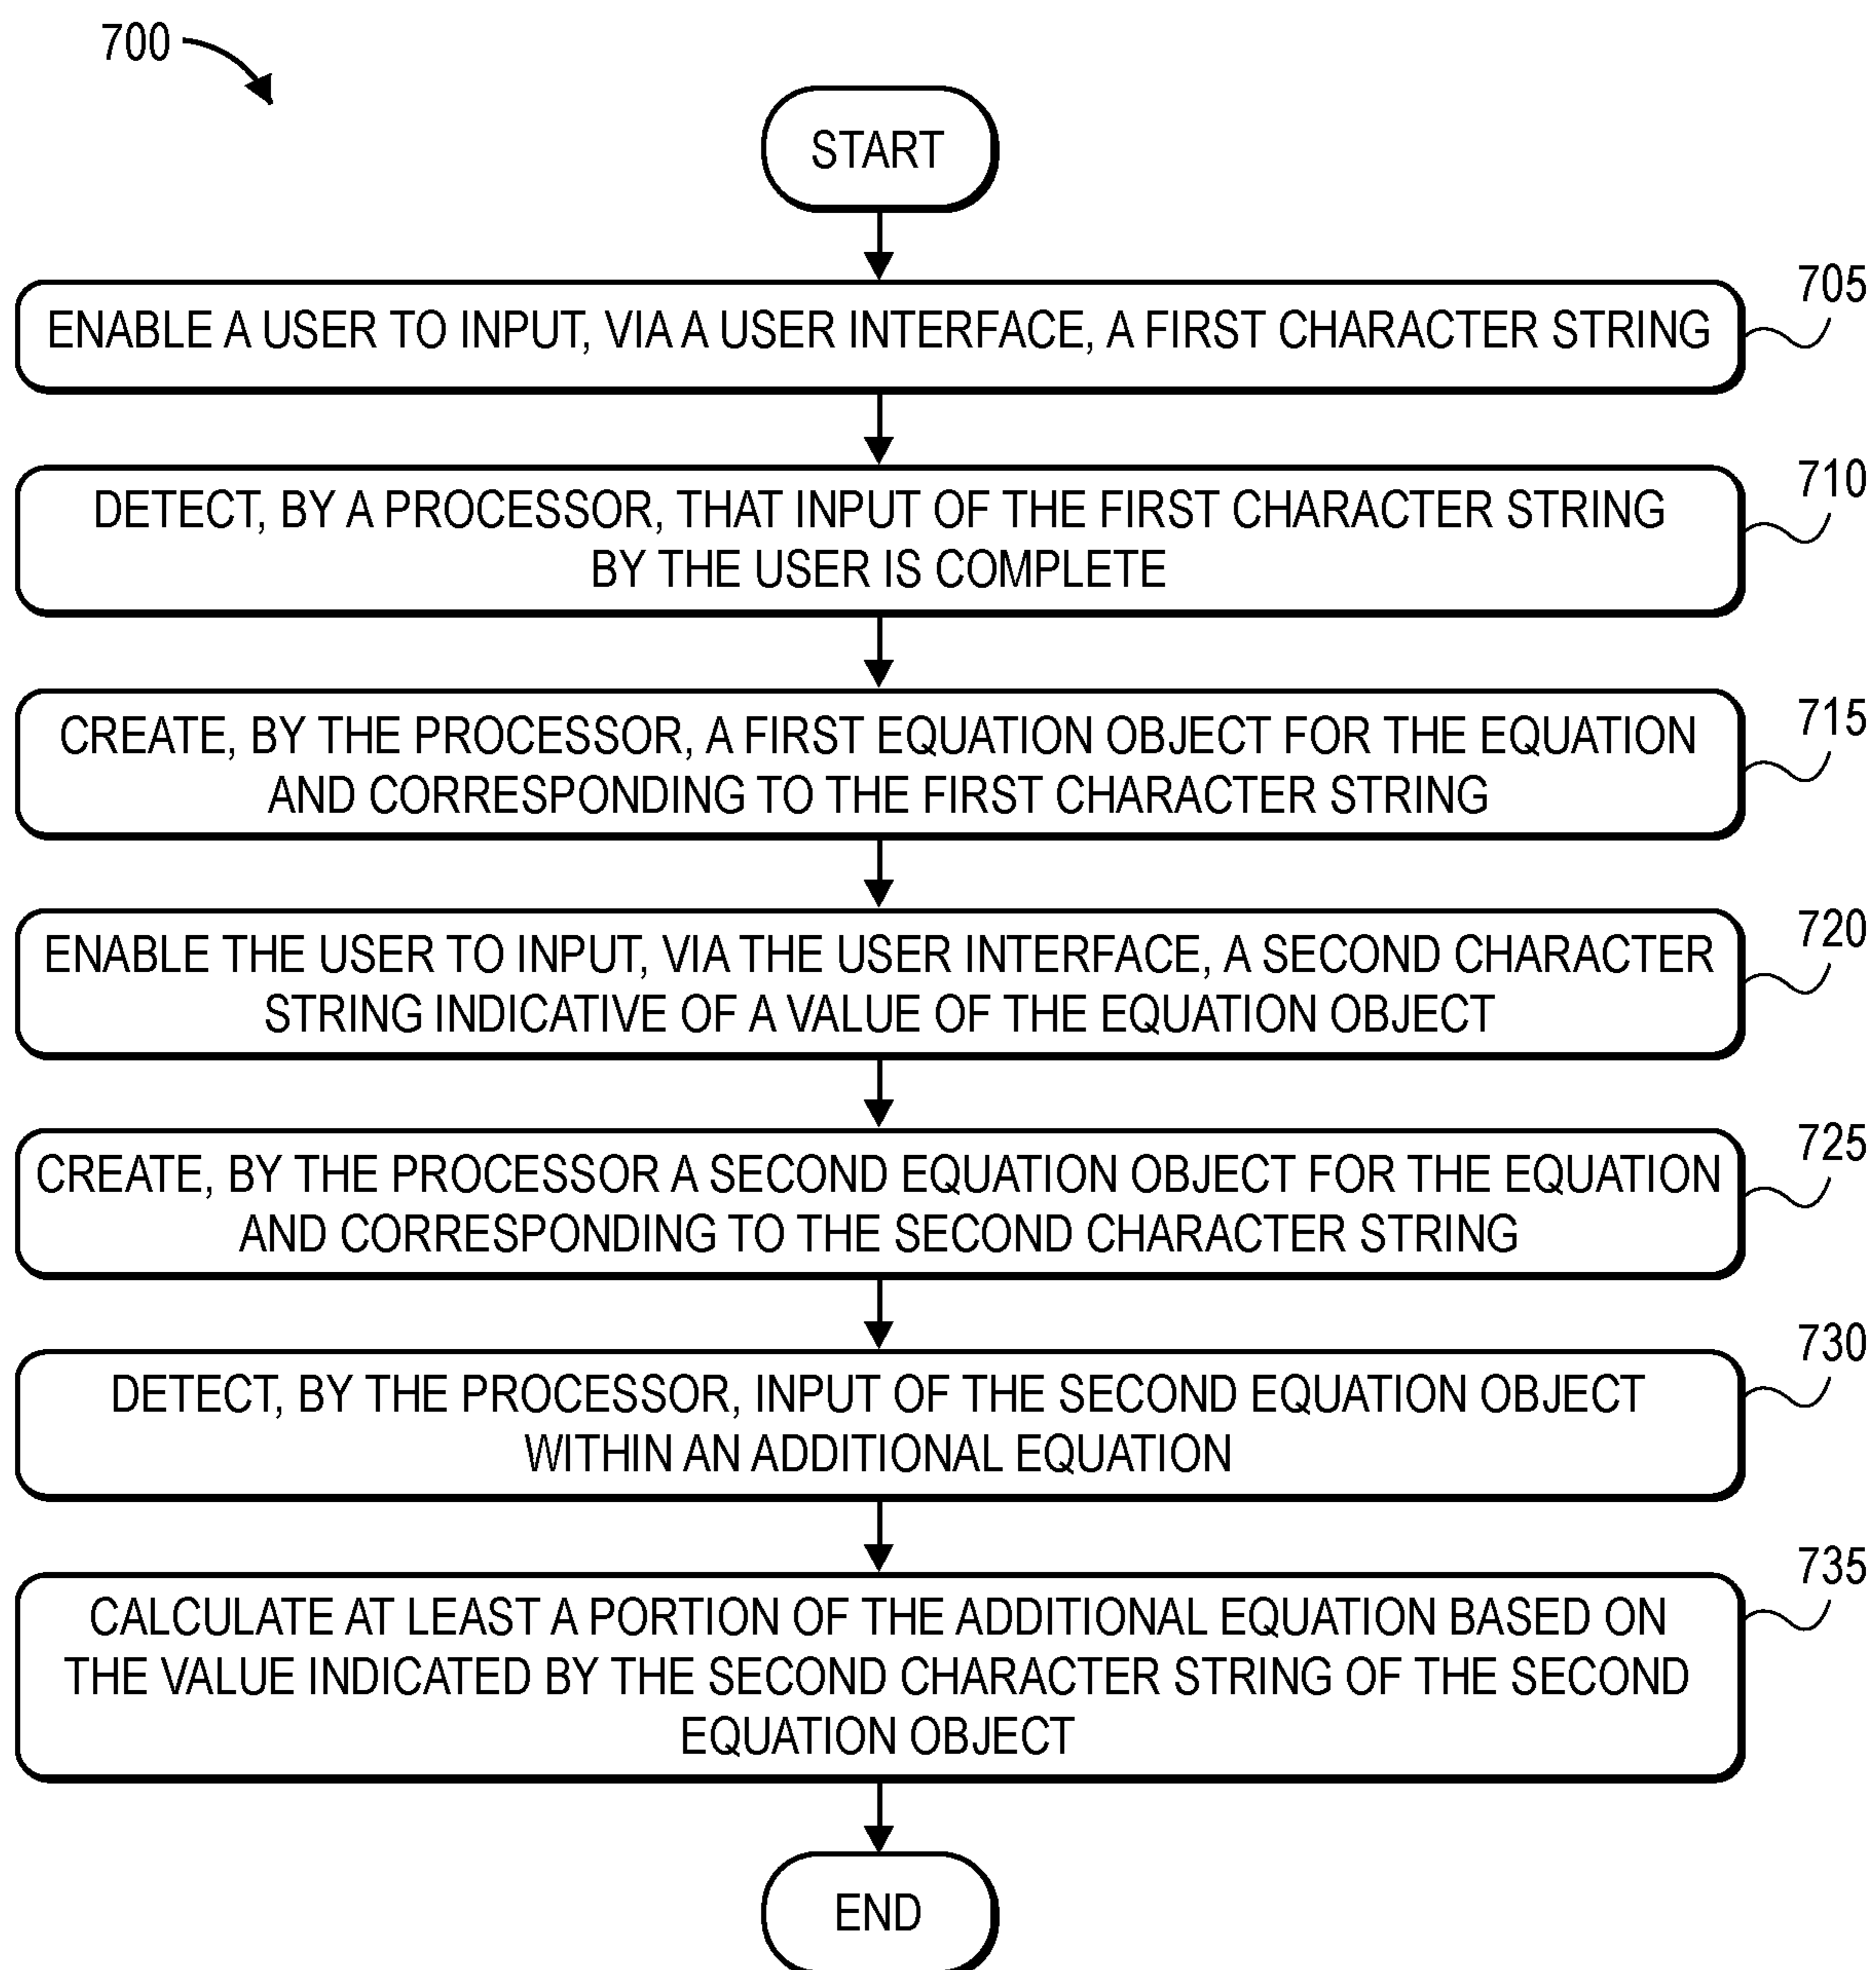 700
START
705
ENABLE A USER TO INPUT, VIA A USER INTERFACE, A FIRST CHARACTER STRING
710
DETECT, BY A PROCESSOR, THAT INPUT OF THE FIRST CHARACTER STRING
BY THE USER IS COMPLETE
715
CREATE, BY THE PROCESSOR, A FIRST EQUATION OBJECT FOR THE EQUATION
AND CORRESPONDING TO THE FIRST CHARACTER STRING
720
ENABLE THE USER TO INPUT, VIA THE USER INTERFACE, A SECOND CHARACTER
STRING INDICATIVE OF A VALUE OF THE EQUATION OBJECT
725
CREATE, BY THE PROCESSOR A SECOND EQUATION OBJECT FOR THE EQUATION
AND CORRESPONDING TO THE SECOND CHARACTER STRING
730
DETECT, BY THE PROCESSOR, INPUT OF THE SECOND EQUATION OBJECT
WITHIN AN ADDITIONAL EQUATION
735
CALCULATE AT LEAST A PORTION OF THE ADDITIONAL EQUATION BASED ON
THE VALUE INDICATED BY THE SECOND CHARACTER STRING OF THE SECOND
EQUATION OBJECT
END